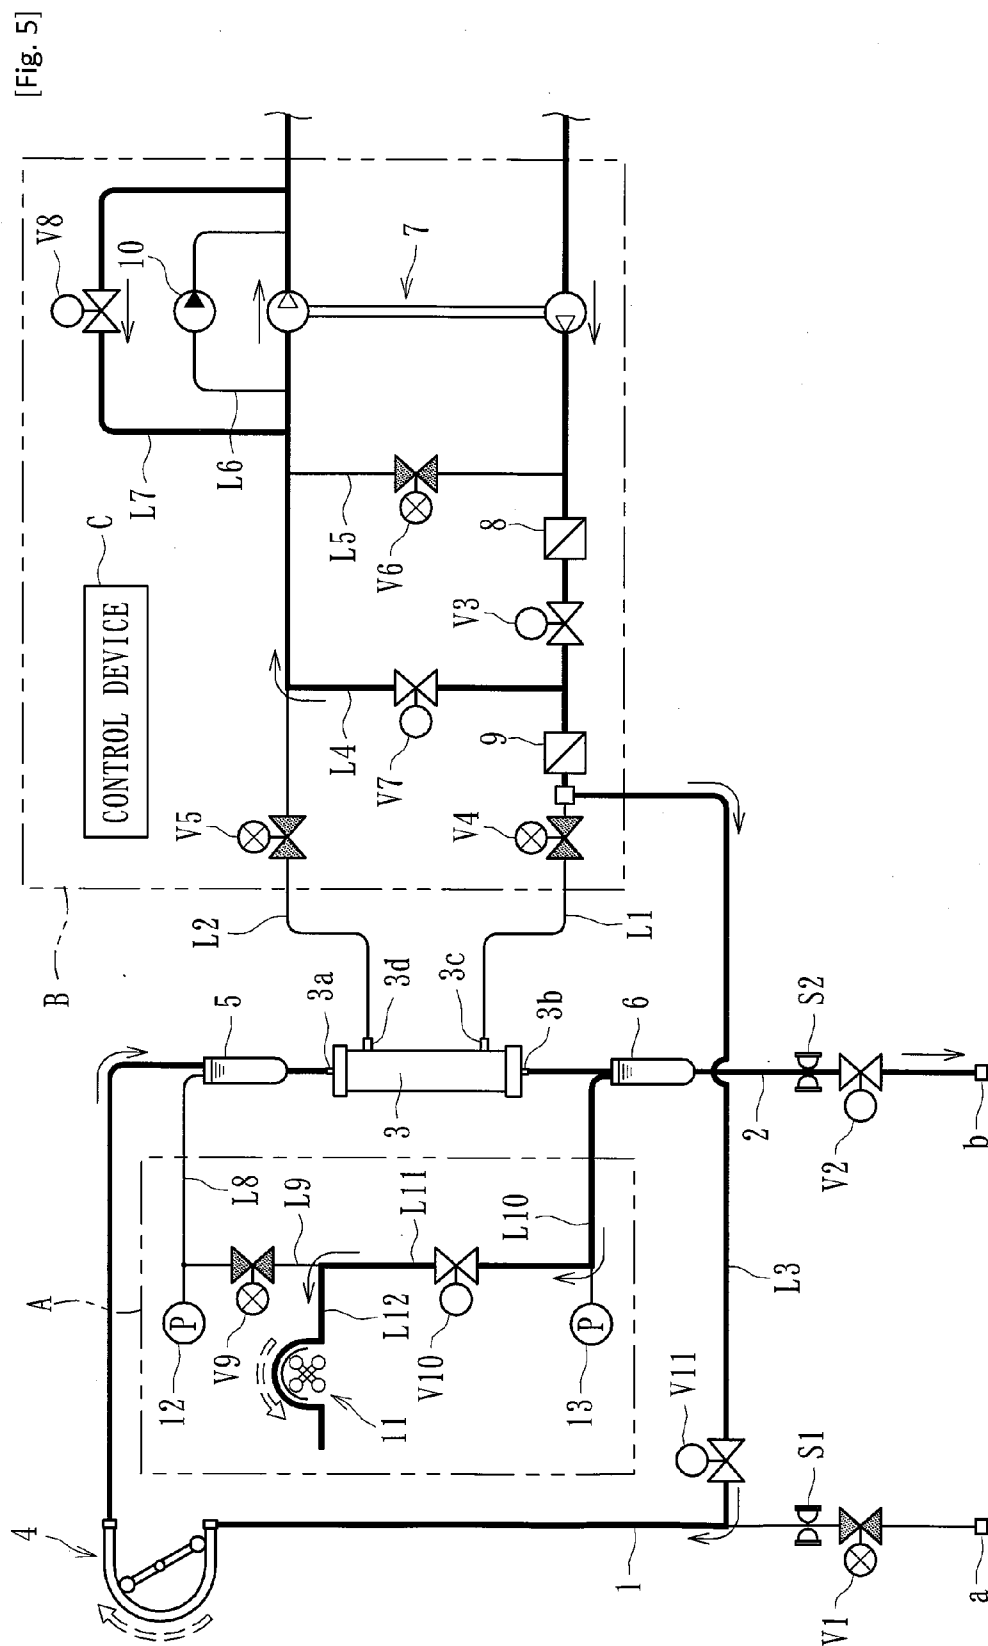 [Fig. 5]
B
CONTROL DEVICE
C
L7
V8
10
L6
7
L5
V6
8
V3
L4
V7
9
V5
V4
L2
L1
3d
3c
3a
3b
5
6
3
S2
2
V2
b
A
L8
L9
L11
L10
L12
P
12
V9
11
V10
P
13
V11
L3
4
1
S1
V1
a